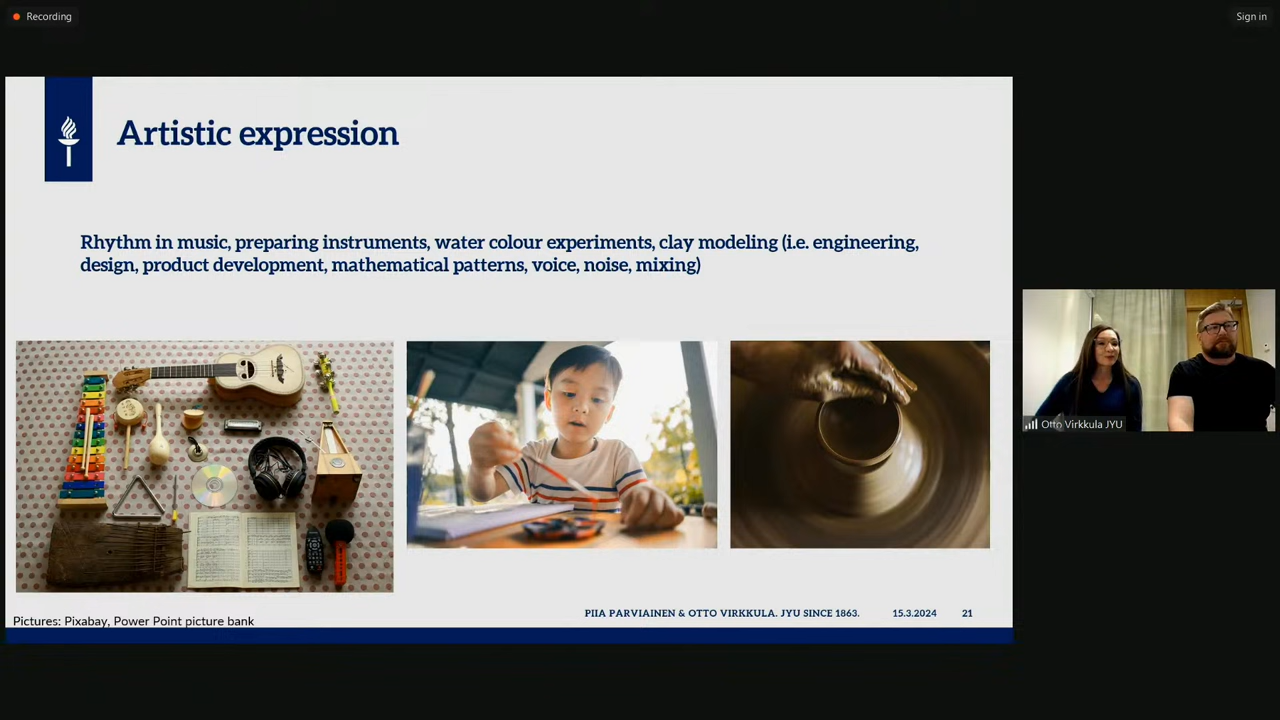 Recording
Sign in
Artistic expression
Rhythm in music, preparing instruments, water colour experiments, clay modeling (i.e. engineering,
design, product development, mathematical patterns, voice, noise, mixing)
Otto Virkkula JYU
PIIA PARVIAINEN & OTTO VIRKKULA. JYU SINCE 1863.
15.3.2024
21
Pictures: Pixabay, Power Point picture bank